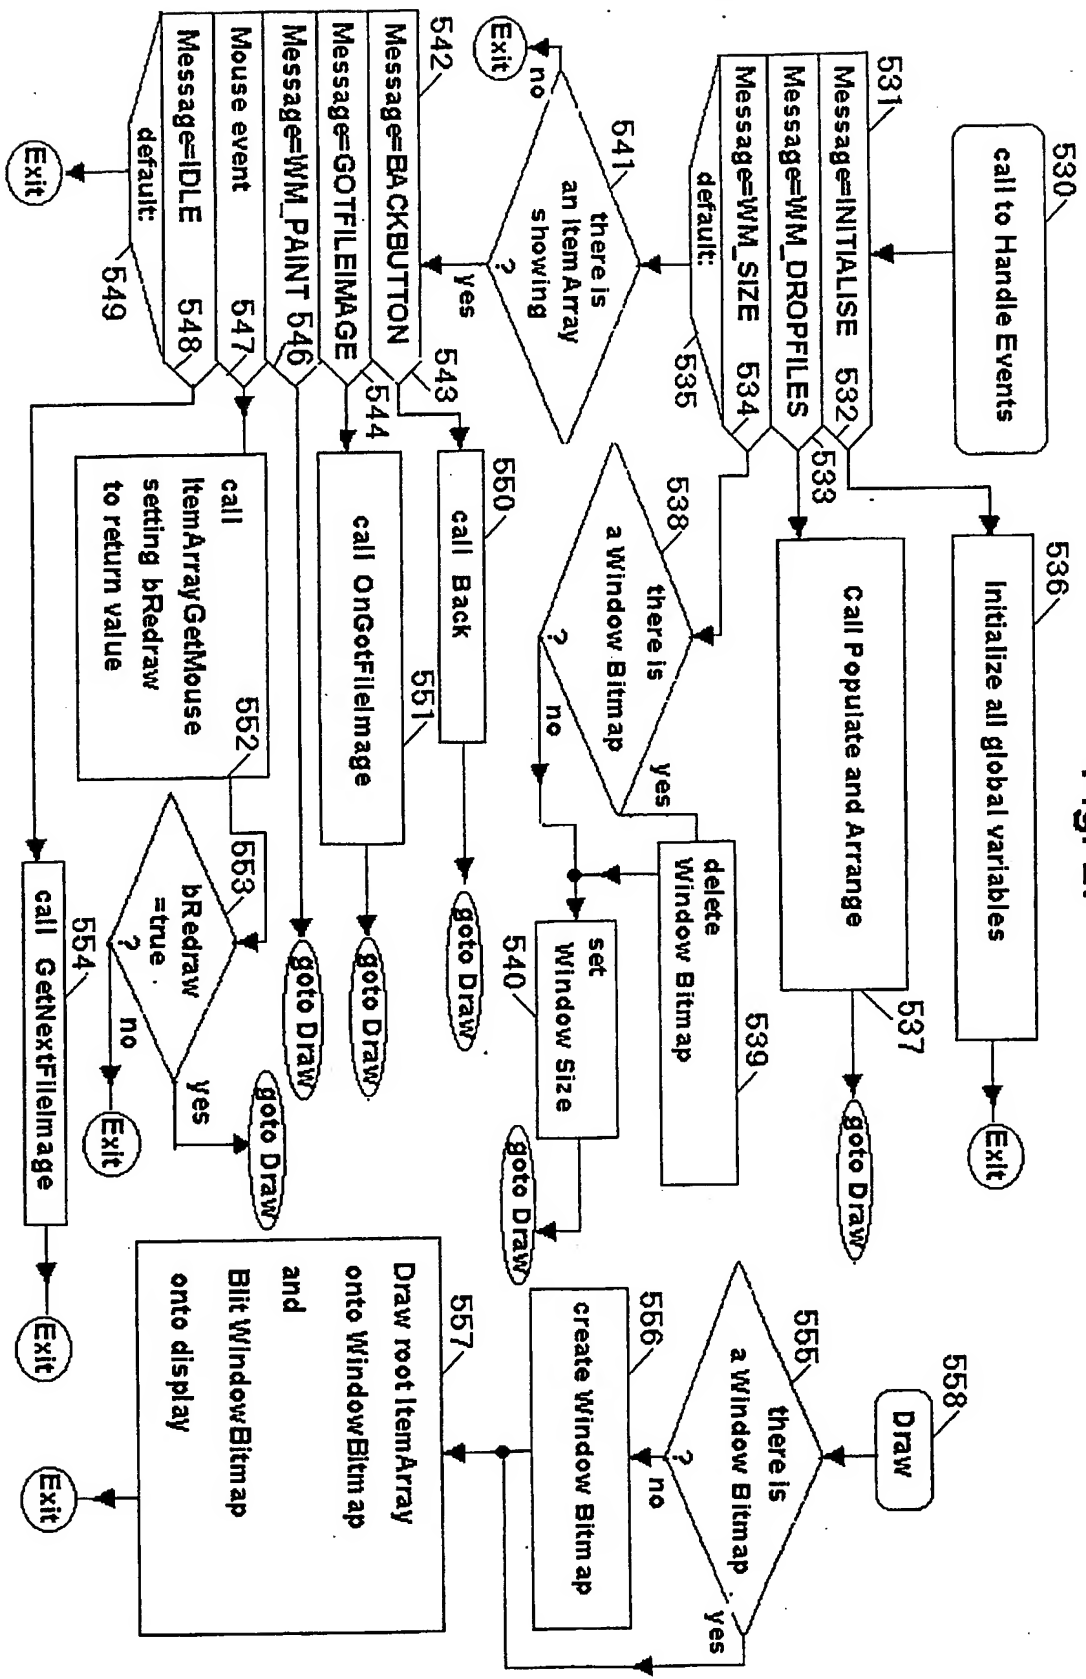 Fig.
530
call to Handle Events
531
Message=INITIALISE 532
Message=WM_DROPFILES 533
Message=WM_SIZE 534
default: 535
536
Initialize all global variables
Exit
Call Populate and Arrange
537
goto Draw
538
there is
a Window Bitmap
?
yes
no
delete
Window Bitmap
539
set
Window Size
540
goto Draw
541
there is
an ItemArray
showing
?
no
Exit
yes
542
Message=BACKBUTTON 543
Message=GOTFILEIMAGE 544
Message=WM_PAINT 546
Mouse event 547
Message=IDLE 548
default: 549
Exit
550
call Back
goto Draw
call OnGotFileImage
551
goto Draw
goto Draw
call
ItemArrayGetMouse
setting bRedraw
to return value
552
553
bRedraw
=true
?
no
Exit
yes
goto Draw
554
call GetNextFileImage
Exit
558
Draw
555
there is
a Window Bitmap
?
no
yes
556
create Window Bitmap
557
Draw root ItemArray
onto WindowBitmap
and
Blit WindowBitmap
onto display
Exit